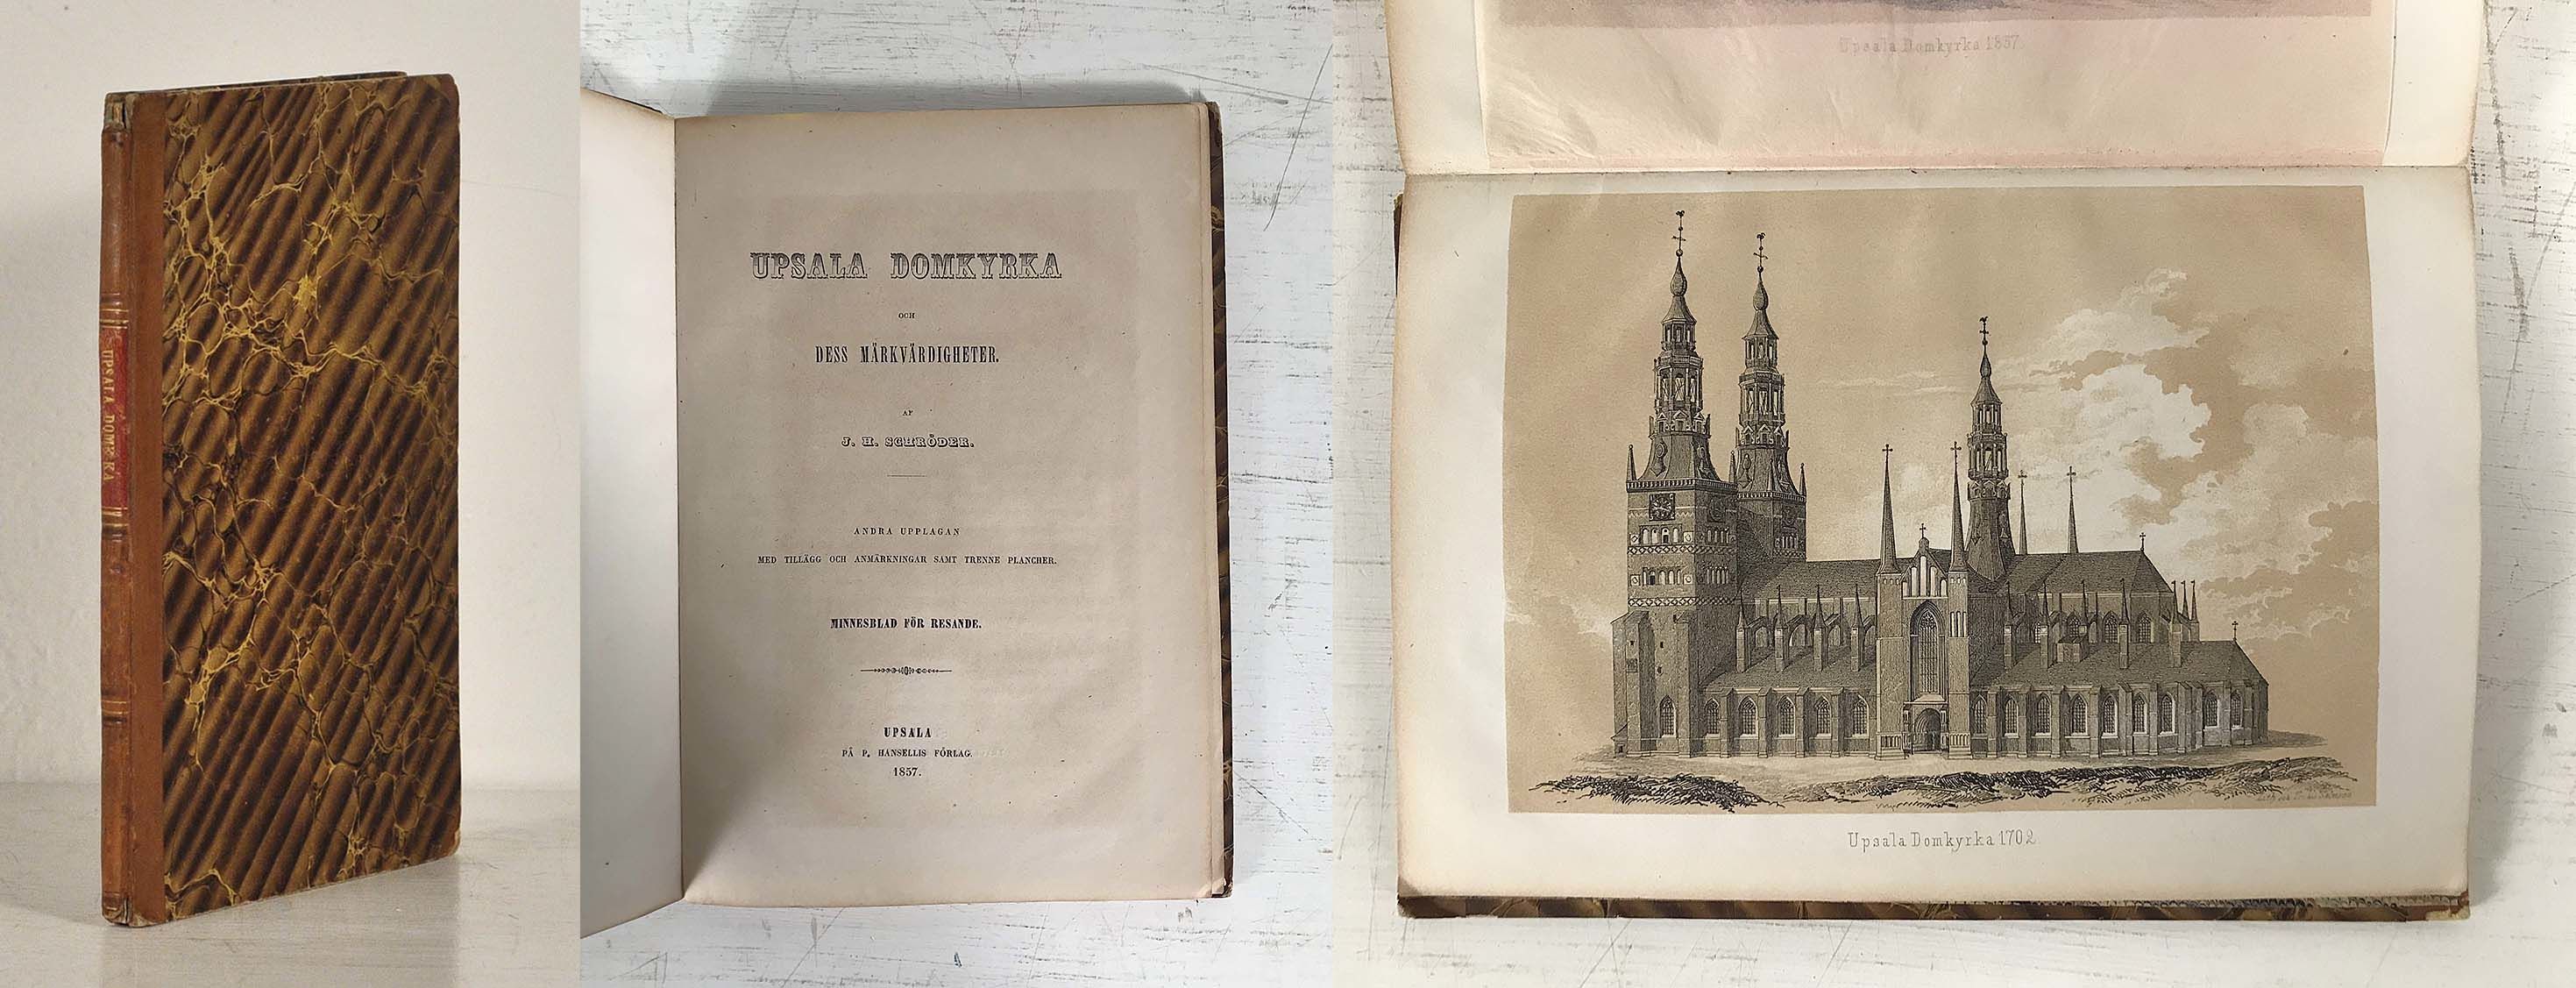 UPSALA DOMKYRKA
UPSALA DOMKYRKA
OCH
DESS MÄRKVÄRDIGHETER.
AF
J. H. SCHRÖDER.
ANDRA UPPLAGAN
MED TILLÄGG OCH ANMÄRKNINGAR SAMT TRENNE PLANCHER.
MINNESBLAD FÖR RESANDE.
UPSALA
PÅ P. HANSELLIS FÖRLAG.
1857.
Upsala Domkyrka 1857.
Upsala Domkyrka 1702